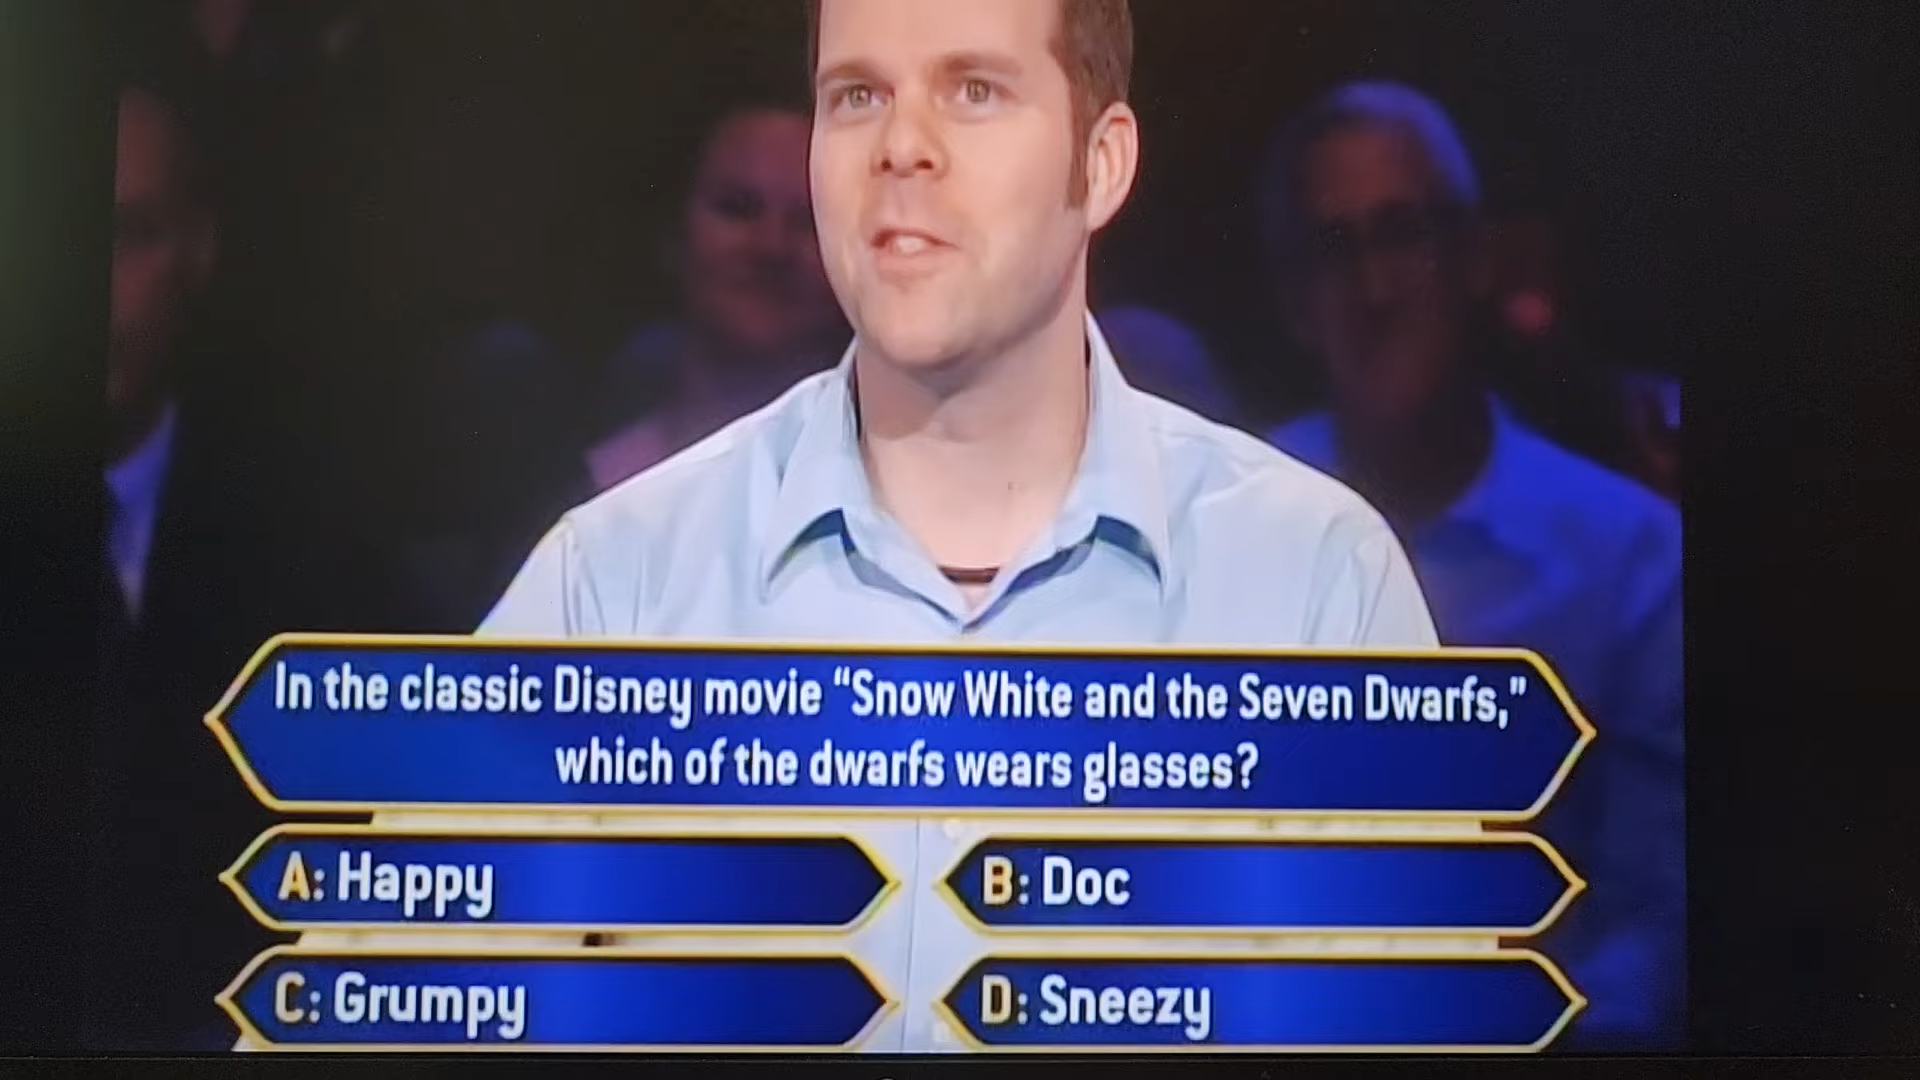 In the classic Disney movie “Snow White and the Seven Dwarfs,”
which of the dwarfs wears glasses?
A: Happy
B: Doc
C: Grumpy
D: Sneezy